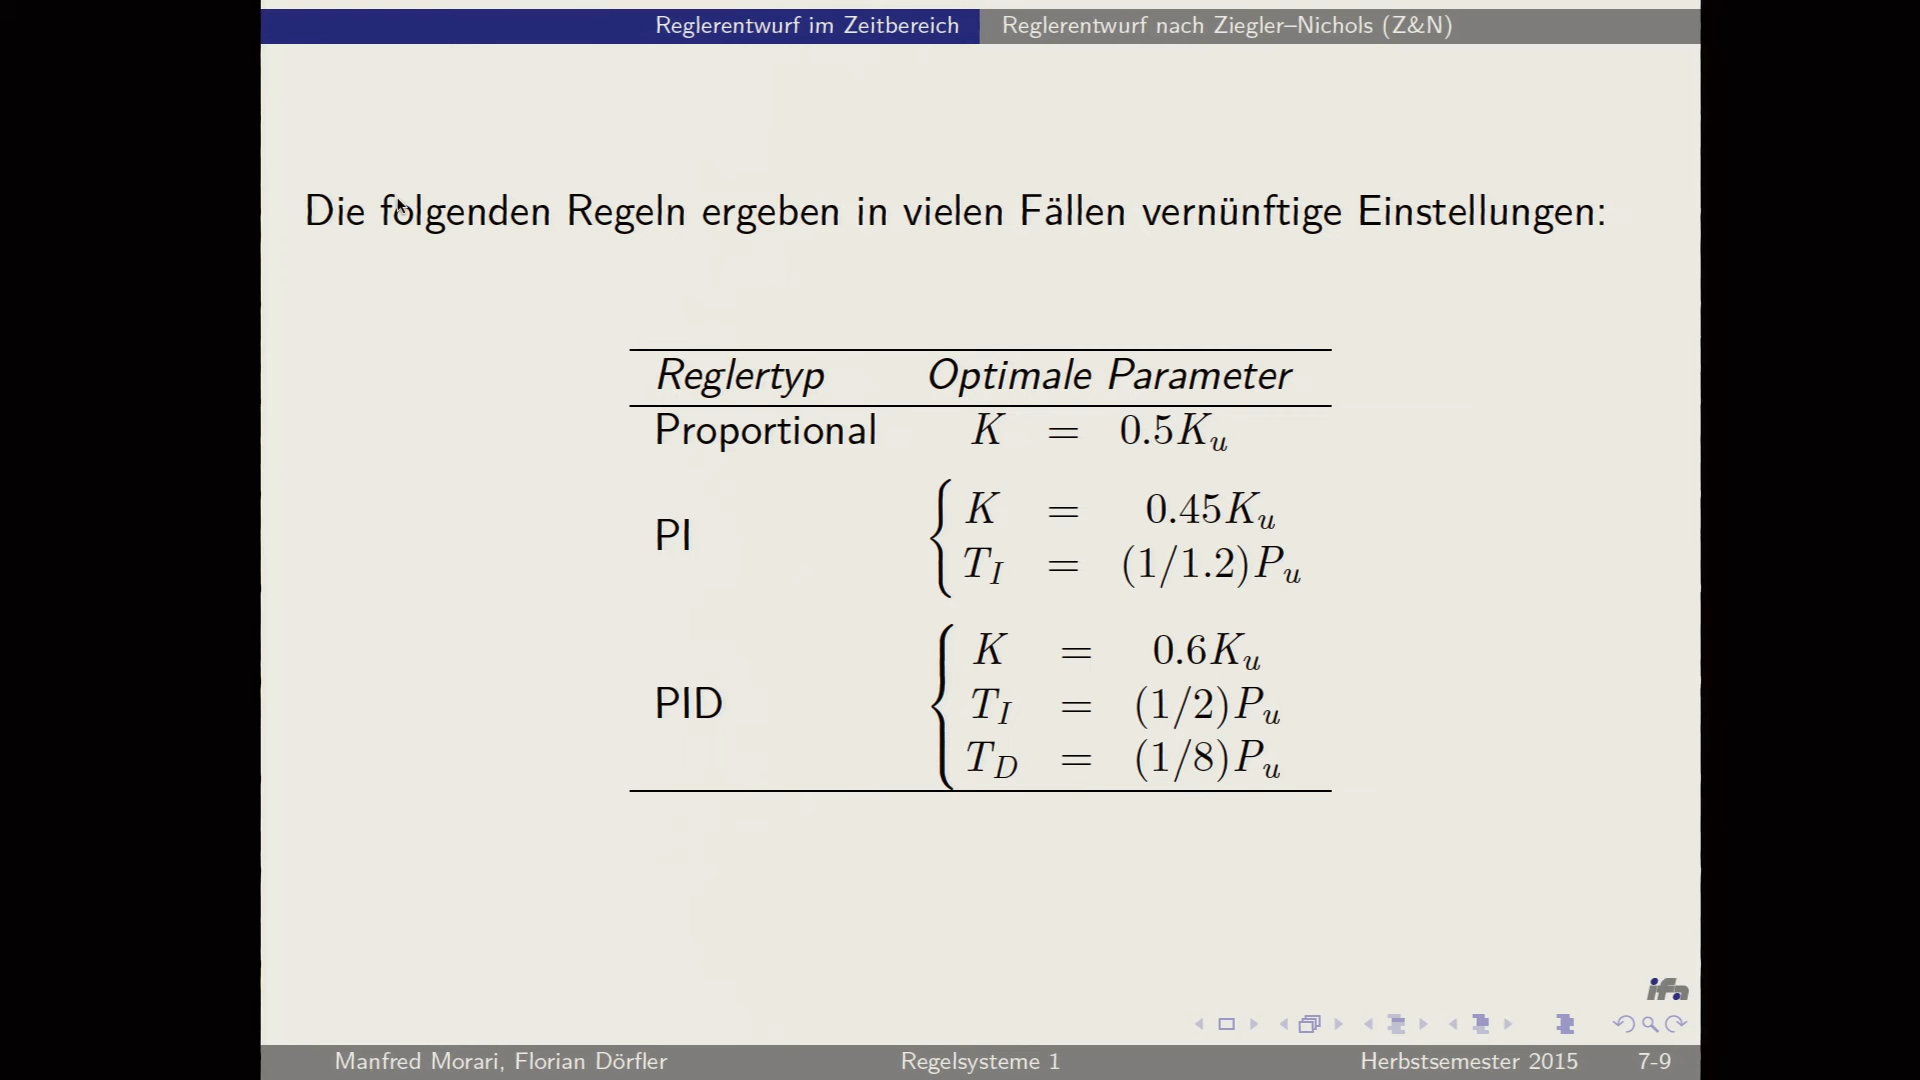 Reglerentwurf im Zeitbereich Reglerentwurf nach Ziegler–Nichols (Z&N)
Die folgenden Regeln ergeben in vielen Fällen vernünftige Einstellungen:
Reglertyp Optimale Parameter
Proportional K = 0.5K_u
PI { K = 0.45K_u
T_I = (1/1.2)P_u
PID { K = 0.6K_u
T_I = (1/2)P_u
T_D = (1/8)P_u
ifa
Manfred Morari, Florian Dörfler Regelsysteme 1 Herbstsemester 2015 7-9